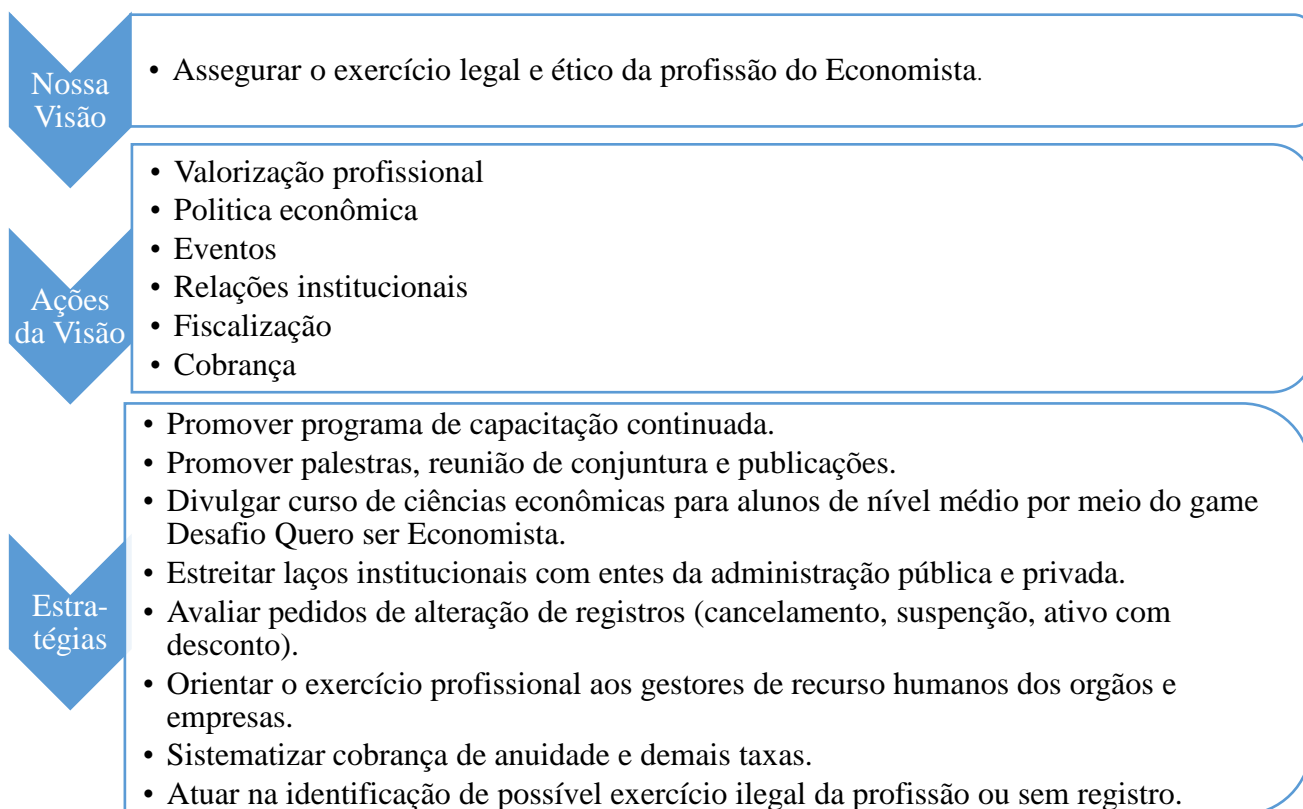 Nossa
Visão
• Assegurar o exercício legal e ético da profissão do Economista.
Ações
da Visão
• Valorização profissional
• Politica econômica
• Eventos
• Relações institucionais
• Fiscalização
• Cobrança
Estra-
tégias
• Promover programa de capacitação continuada.
• Promover palestras, reunião de conjuntura e publicações.
• Divulgar curso de ciências econômicas para alunos de nível médio por meio do game
Desafio Quero ser Economista.
• Estreitar laços institucionais com entes da administração pública e privada.
• Avaliar pedidos de alteração de registros (cancelamento, suspenção, ativo com
desconto).
• Orientar o exercício profissional aos gestores de recurso humanos dos orgãos e
empresas.
• Sistematizar cobrança de anuidade e demais taxas.
• Atuar na identificação de possível exercício ilegal da profissão ou sem registro.